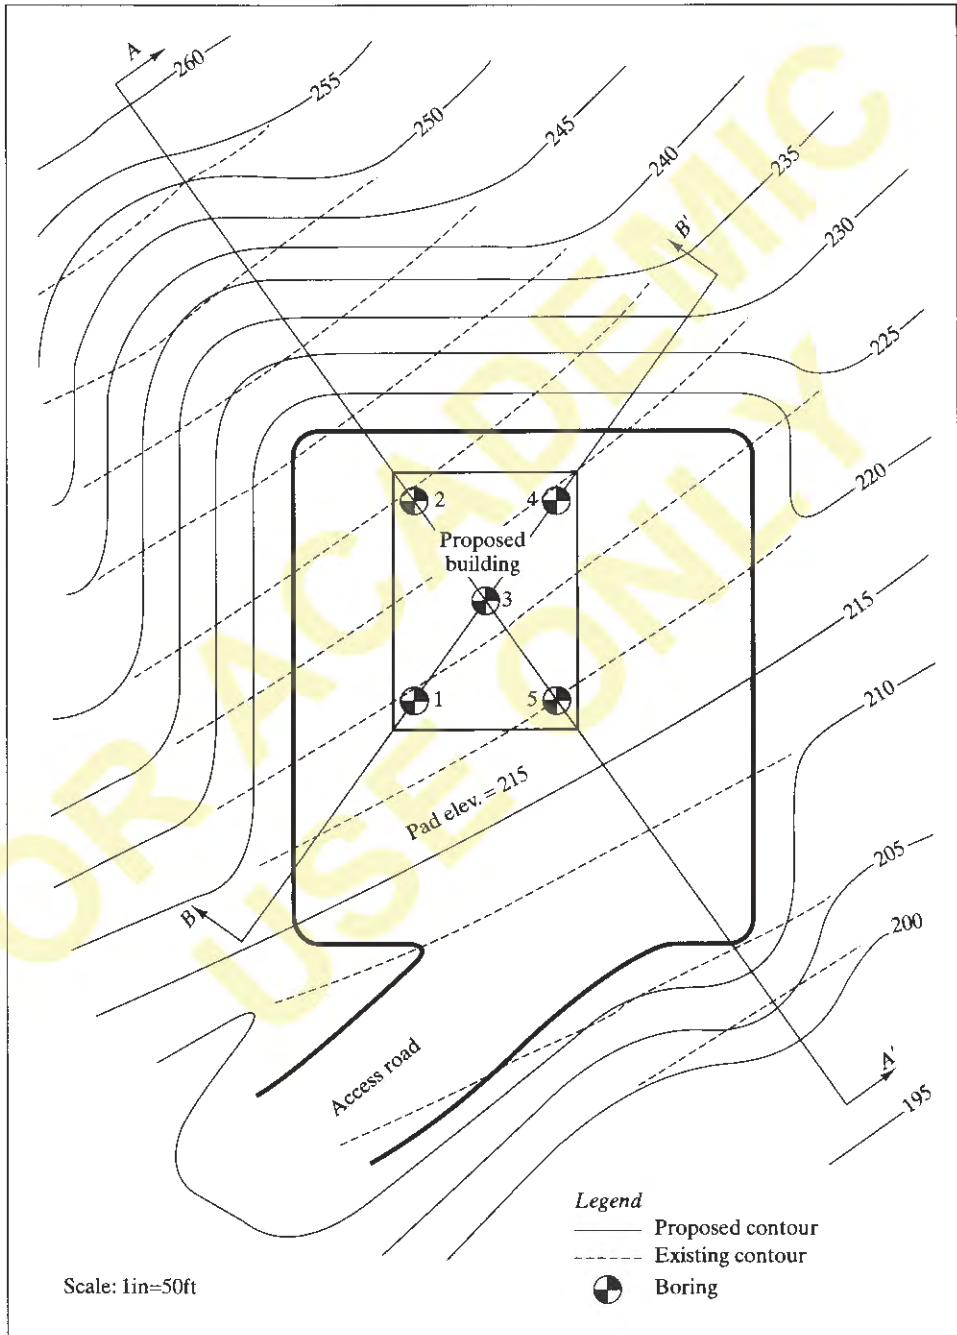 A
260
255
250
245
240
235
B'
230
225
220
2
4
Proposed
building
3
215
1
5
210
Pad elev. = 215
205
B
200
Access road
A'
195
Legend
Proposed contour
Existing contour
Boring
Scale: 1in=50ft
FOR ACADEMIC
USE ONLY